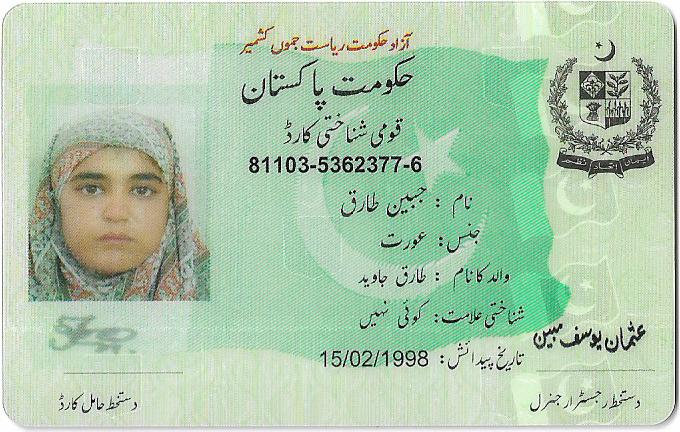 آزاد حکومت ریاست جموں کشمیر
حکومت پاکستان
قومی شناختی کارڈ
81103-5362377-6
نام : جبین طارق
جنس: عورت
والد کا نام : طارق جاوید
شناختی علامت: کوئی نہیں
تاریخ پیدائش: 15/02/1998
ایمان اتحاد نظم
عثمان یوسف مبین
دستخط رجسٹرار جنرل
دستخط حامل کارڈ